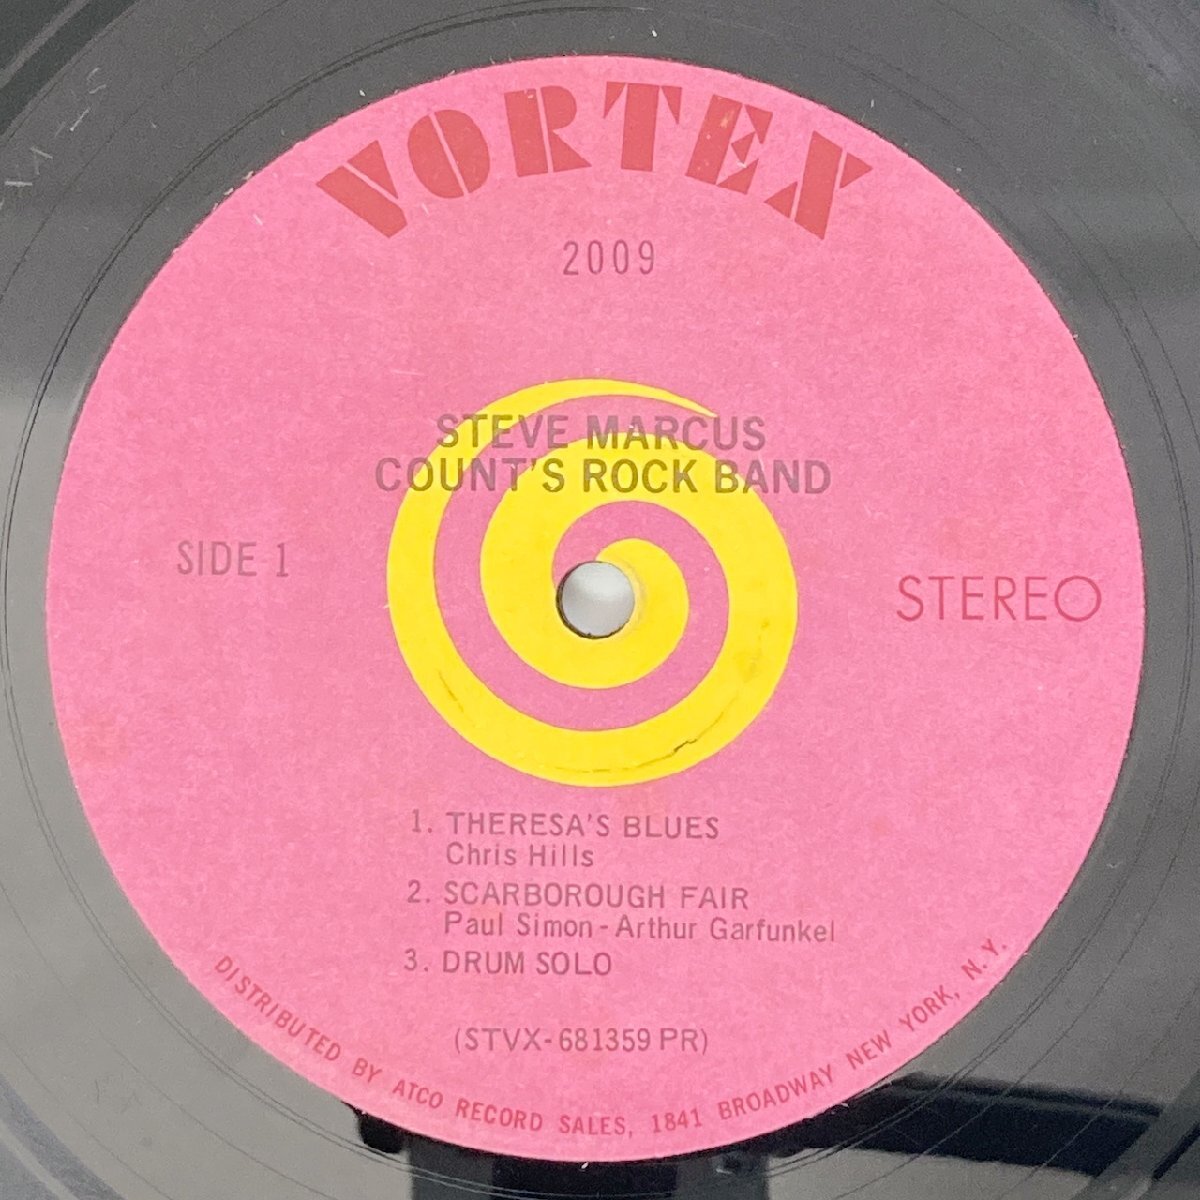 VORTEX
2009
STEVE MARCUS
COUNT'S ROCK BAND
SIDE 1
STEREO
1. THERESA'S BLUES
Chris Hills
2. SCARBOROUGH FAIR
Paul Simon - Arthur Garfunkel
3. DRUM SOLO
(STVX-681359 PR)
DISTRIBUTED BY ATCO RECORD SALES, 1841 BROADWAY NEW YORK, N. Y.